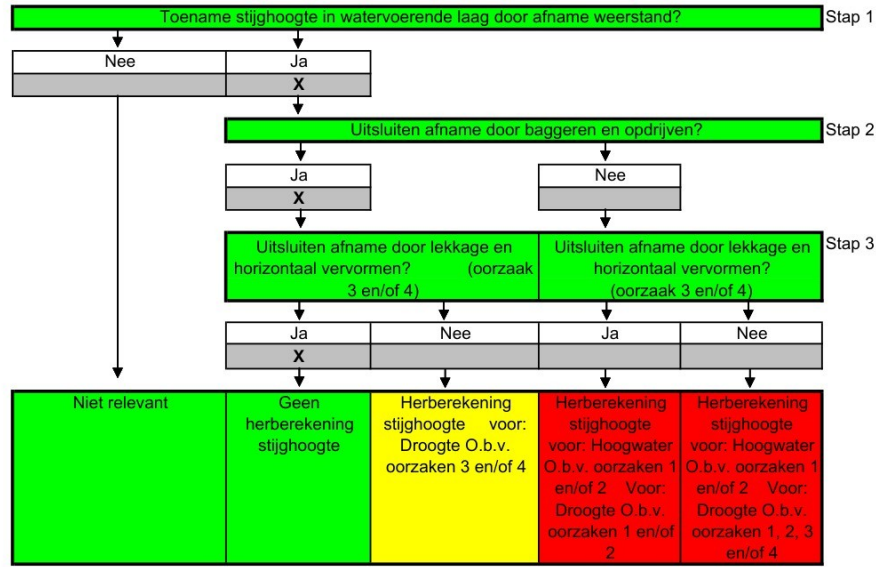 Toename stijghoogte in watervoerende laag door afname weerstand? Stap 1
Nee Ja
X
Uitsluiten afname door baggeren en opdrijven? Stap 2
Ja Nee
X
Uitsluiten afname door lekkage en
horizontaal vervormen? (oorzaak
3 en/of 4)
Uitsluiten afname door lekkage en
horizontaal vervormen?
(oorzaak 3 en/of 4)
Stap 3
Ja Nee Ja Nee
X
Niet relevant
Geen
herberekening
stijghoogte
Herberekening
stijghoogte voor:
Droogte O.b.v.
oorzaken 3 en/of 4
Herberekening
stijghoogte
voor: Hoogwater
O.b.v. oorzaken 1
en/of 2 Voor:
Droogte O.b.v.
oorzaken 1 en/of
2
Herberekening
stijghoogte
voor: Hoogwater
O.b.v. oorzaken 1
en/of 2 Voor:
Droogte O.b.v.
oorzaken 1, 2, 3
en/of 4